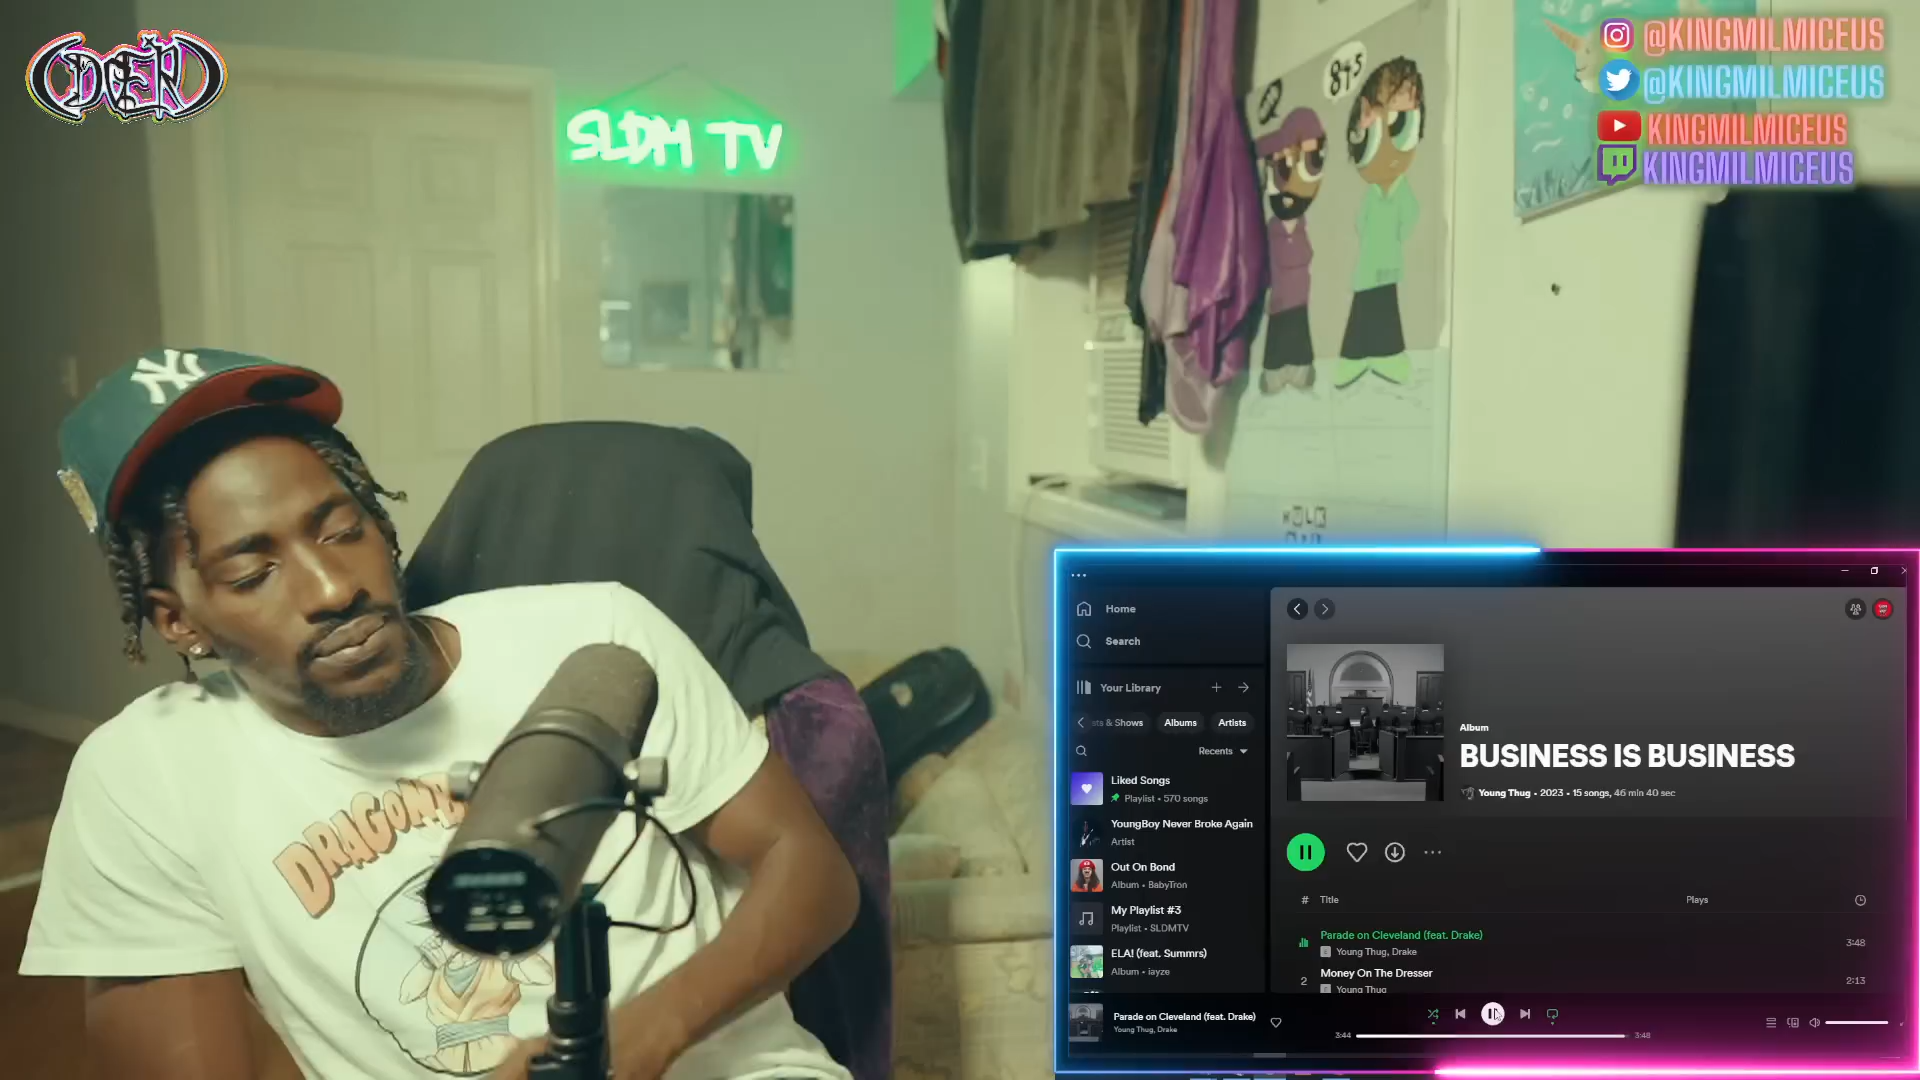 DGER
SLDM TV
@KINGMILMICEUS
@KINGMILMICEUS
KINGMILMICEUS
KINGMILMICEUS
NY
DRAGON
Home
Search
Your Library
& Shows
Albums
Artists
Recents
Liked Songs
Playlist • 570 songs
YoungBoy Never Broke Again
Artist
Out On Bond
Album • BabyTron
My Playlist #3
Playlist • SLDMTV
ELA! (feat. Summrs)
Album • iayze
Album
BUSINESS IS BUSINESS
Young Thug • 2023 • 15 songs, 46 min 40 sec
# Title Plays
Parade on Cleveland (feat. Drake)
E Young Thug, Drake
3:48
2 Money On The Dresser
E Young Thug
2:13
Parade on Cleveland (feat. Drake)
Young Thug, Drake
3:44
3:48